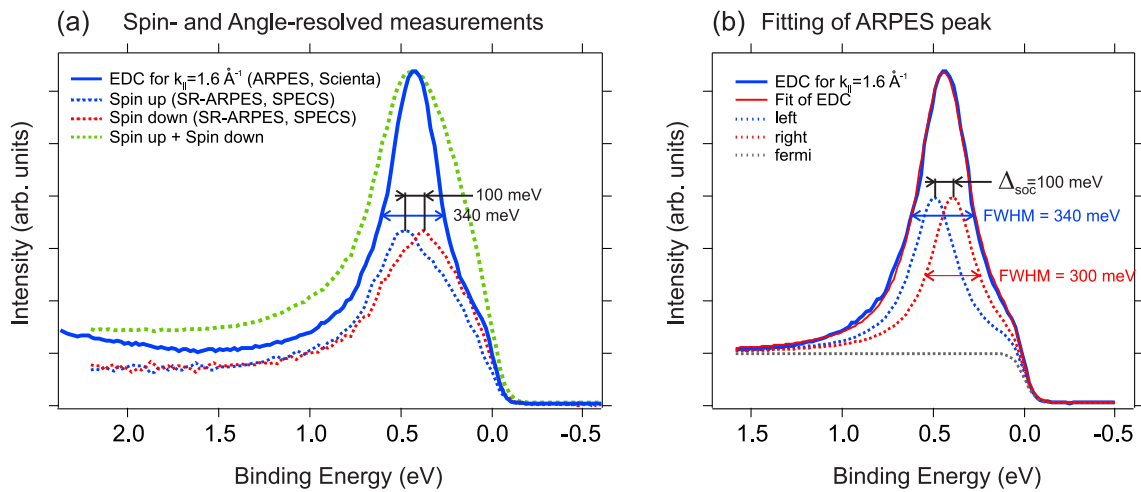 (a) Spin- and Angle-resolved measurements
EDC for k||=1.6 Å-1 (ARPES, Scienta)
Spin up (SR-ARPES, SPECS)
Spin down (SR-ARPES, SPECS)
Spin up + Spin down
100 meV
340 meV
Intensity (arb. units)
2.0 1.5 1.0 0.5 0.0 -0.5
Binding Energy (eV)
(b) Fitting of ARPES peak
EDC for k||=1.6 Å-1
Fit of EDC
left
right
fermi
Δsoc=100 meV
FWHM = 340 meV
FWHM = 300 meV
Intensity (arb. units)
1.5 1.0 0.5 0.0 -0.5
Binding Energy (eV)